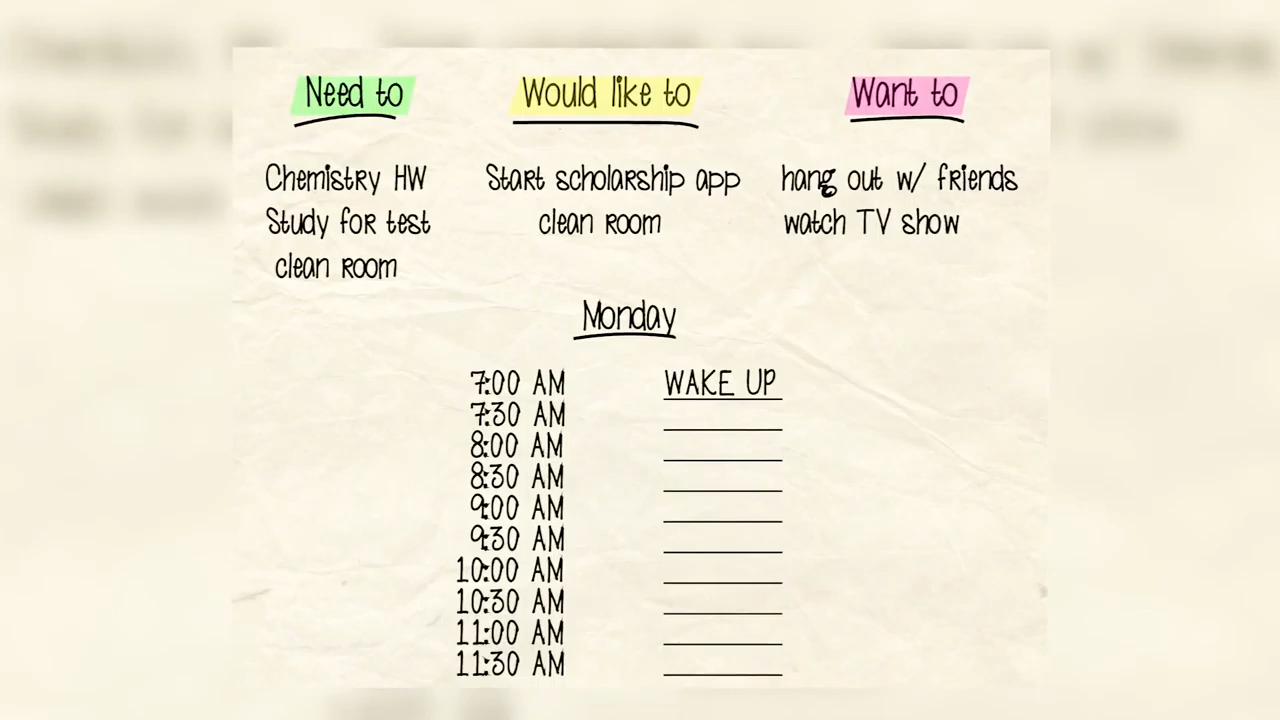 Need to
Would like to
Want to
Chemistry HW
Study for test
clean room
Start scholarship app
clean room
hang out w/ friends
watch TV show
Monday
7:00 AM WAKE UP
7:30 AM
8:00 AM
8:30 AM
9:00 AM
9:30 AM
10:00 AM
10:30 AM
11:00 AM
11:30 AM